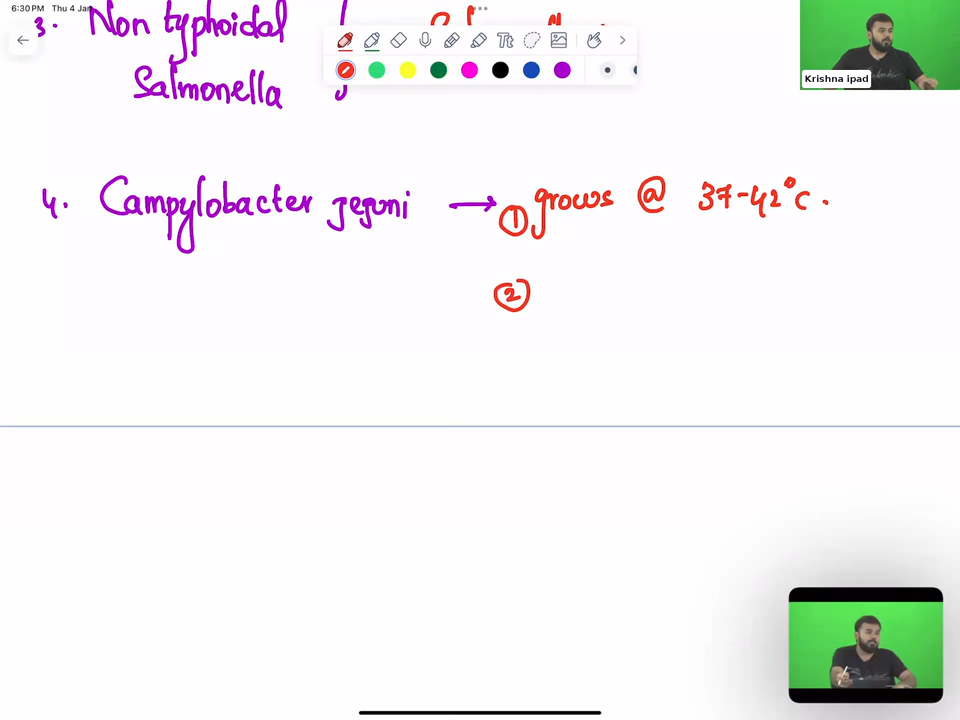 6:30 PM Thu 4 Jan
3. Non typhoidal
Salmonella
Tt
Krishna ipad
4. Campylobacter jejuni → ① grows @ 37-42°c.
②